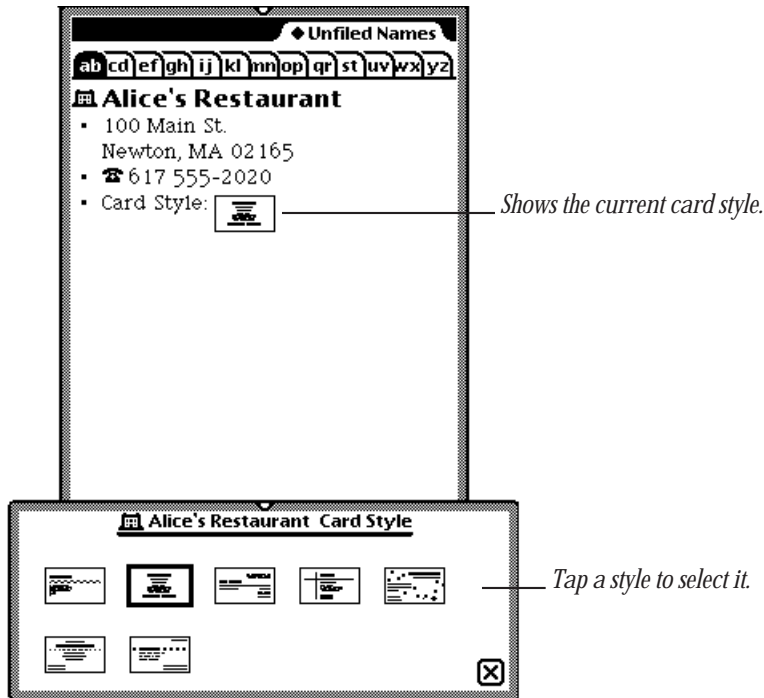 ◆ Unfiled Names
ab cd ef gh ij kl mn op qr st uv wx yz
Alice's Restaurant
• 100 Main St.
Newton, MA 02165
• ☎ 617 555-2020
• Card Style:
Shows the current card style.
Alice's Restaurant Card Style
Tap a style to select it.